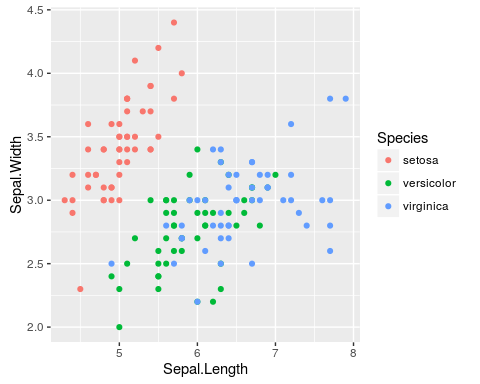 4.5
4.0
3.5
3.0
2.5
2.0
Sepal.Width
5
6
7
8
Sepal.Length
Species
setosa
versicolor
virginica